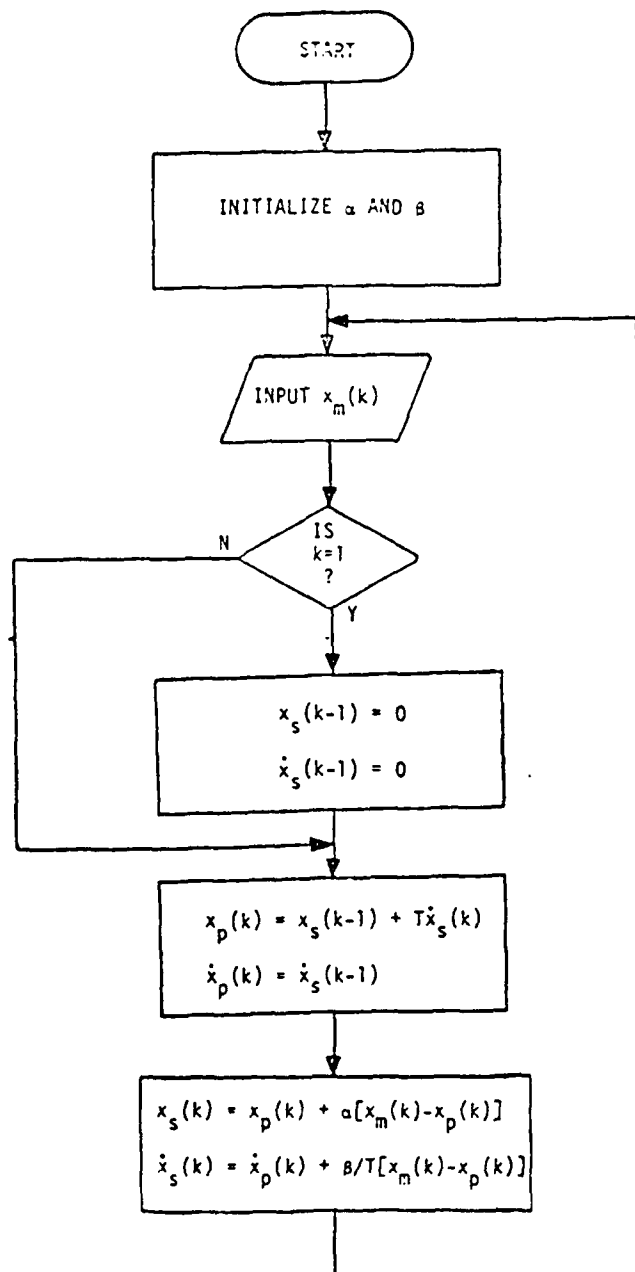 START
INITIALIZE α AND β
INPUT x_m(k)
N
IS
k=1
?
Y
x_s(k-1) = 0
ẋ_s(k-1) = 0
x_p(k) = x_s(k-1) + Tẋ_s(k)
ẋ_p(k) = ẋ_s(k-1)
x_s(k) = x_p(k) + α[x_m(k)-x_p(k)]
ẋ_s(k) = ẋ_p(k) + β/T[x_m(k)-x_p(k)]